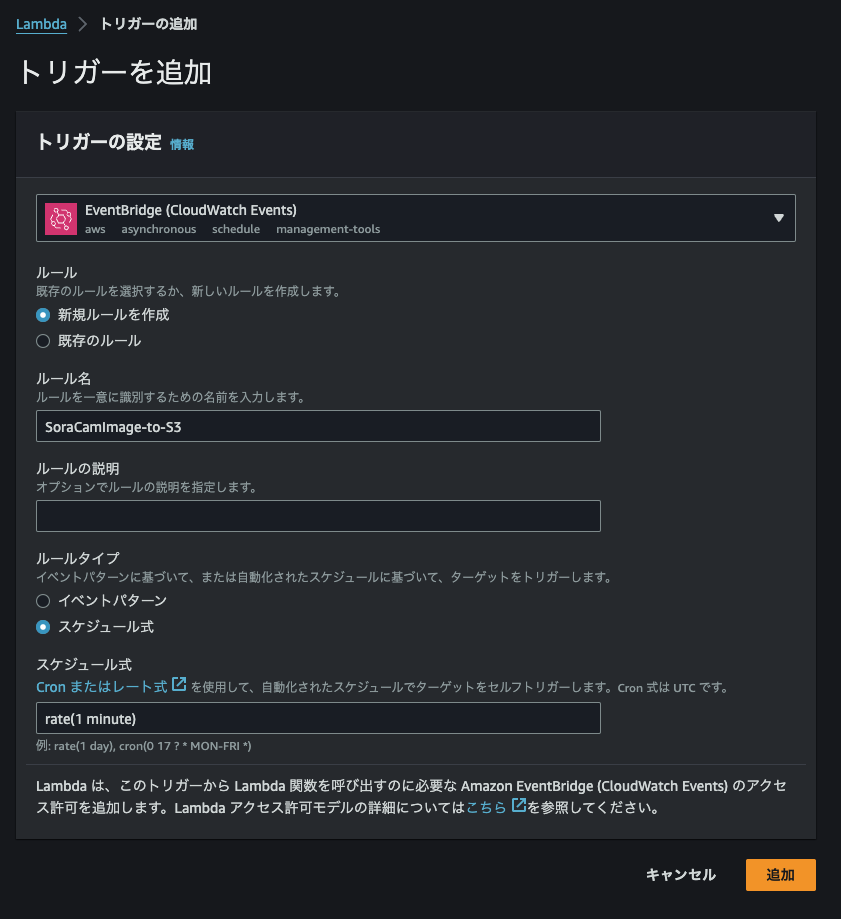 Lambda > トリガーの追加
トリガーを追加
トリガーの設定 情報
EventBridge (CloudWatch Events)
aws asynchronous schedule management-tools
ルール
既存のルールを選択するか、新しいルールを作成します。
新規ルールを作成
既存のルール
ルール名
ルールを一意に識別するための名前を入力します。
SoraCamImage-to-S3
ルールの説明
オプションでルールの説明を指定します。
ルールタイプ
イベントパターンに基づいて、または自動化されたスケジュールに基づいて、ターゲットをトリガーします。
イベントパターン
スケジュール式
スケジュール式
Cron またはレート式 を使用して、自動化されたスケジュールでターゲットをセルフトリガーします。Cron 式は UTC です。
rate(1 minute)
例: rate(1 day), cron(0 17 ? * MON-FRI *)
Lambda は、このトリガーから Lambda 関数を呼び出すのに必要な Amazon EventBridge (CloudWatch Events) のアクセ
ス許可を追加します。Lambda アクセス許可モデルの詳細についてはこちら を参照してください。
キャンセル 追加